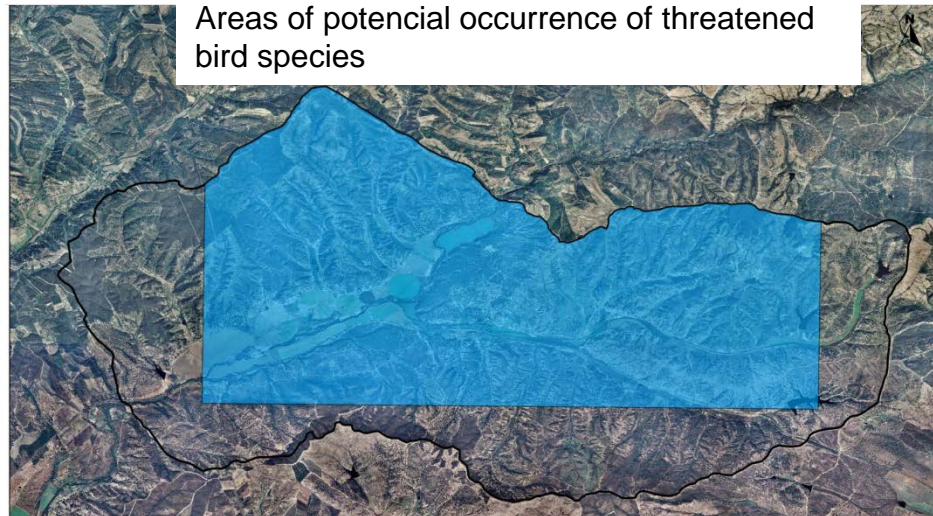 Areas of potencial occurrence of threatened
bird species
N